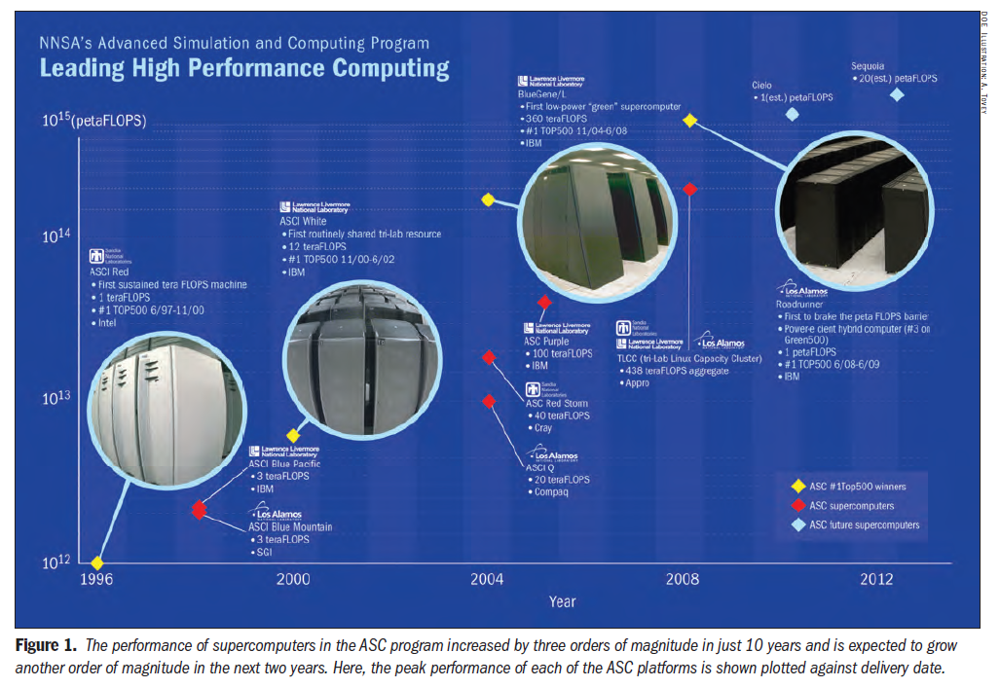 NNSA's Advanced Simulation and Computing Program
Leading High Performance Computing
DOE ILLUSTRATION: A. TOVEY
10^15 (petaFLOPS)
10^14
10^13
10^12
Sandia
National
Laboratories
ASCI Red
• First sustained tera FLOPS machine
• 1 teraFLOPS
• #1 TOP500 6/97-11/00
• Intel
Lawrence Livermore
National Laboratory
ASCI White
• First routinely shared tri-lab resource
• 12 teraFLOPS
• #1 TOP500 11/00-6/02
• IBM
Lawrence Livermore
National Laboratory
ASCI Blue Pacific
• 3 teraFLOPS
• IBM
Los Alamos
NATIONAL LABORATORY
ASCI Blue Mountain
• 3 teraFLOPS
• SGI
Lawrence Livermore
National Laboratory
BlueGene/L
• First low power "green" supercomputer
• 360 teraFLOPS
• #1 TOP500 11/04-6/08
• IBM
Lawrence Livermore
National Laboratory
ASC Purple
• 100 teraFLOPS
• IBM
Sandia
National
Laboratories
ASC Red Storm
• 40 teraFLOPS
• Cray
Los Alamos
NATIONAL LABORATORY
ASCI Q
• 20 teraFLOPS
• Compaq
Sandia
National
Laboratories
Lawrence Livermore
National Laboratory
Los Alamos
NATIONAL LABORATORY
TLCC (tri-Lab Linux Capacity Cluster)
• 438 teraFLOPS aggregate
• Appro
Cielo
• 1(est.) petaFLOPS
Sequoia
• 20(est.) petaFLOPS
Los Alamos
NATIONAL LABORATORY
Roadrunner
• First to brake the peta FLOPS barrier
• Power-e cient hybrid computer (#3 on
Green500)
• 1 petaFLOPS
• #1 TOP500 6/08-6/09
• IBM
ASC #1Top500 winners
ASC supercomputers
ASC future supercomputers
1996
2000
2004
2008
2012
Year
Figure 1. The performance of supercomputers in the ASC program increased by three orders of magnitude in just 10 years and is expected to grow
another order of magnitude in the next two years. Here, the peak performance of each of the ASC platforms is shown plotted against delivery date.